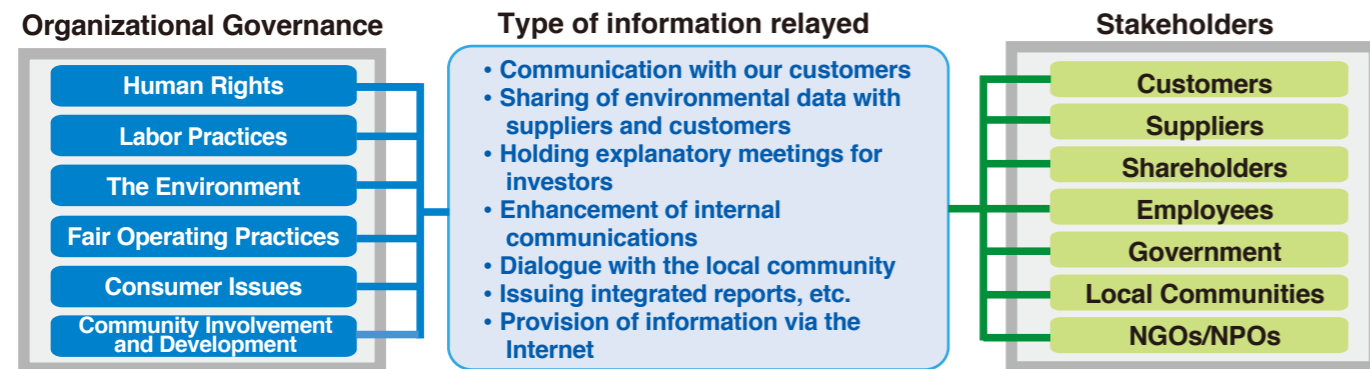 Organizational Governance
Human Rights
Labor Practices
The Environment
Fair Operating Practices
Consumer Issues
Community Involvement
and Development
Type of information relayed
• Communication with our customers
• Sharing of environmental data with
suppliers and customers
• Holding explanatory meetings for
investors
• Enhancement of internal
communications
• Dialogue with the local community
• Issuing integrated reports, etc.
• Provision of information via the
Internet
Stakeholders
Customers
Suppliers
Shareholders
Employees
Government
Local Communities
NGOs/NPOs